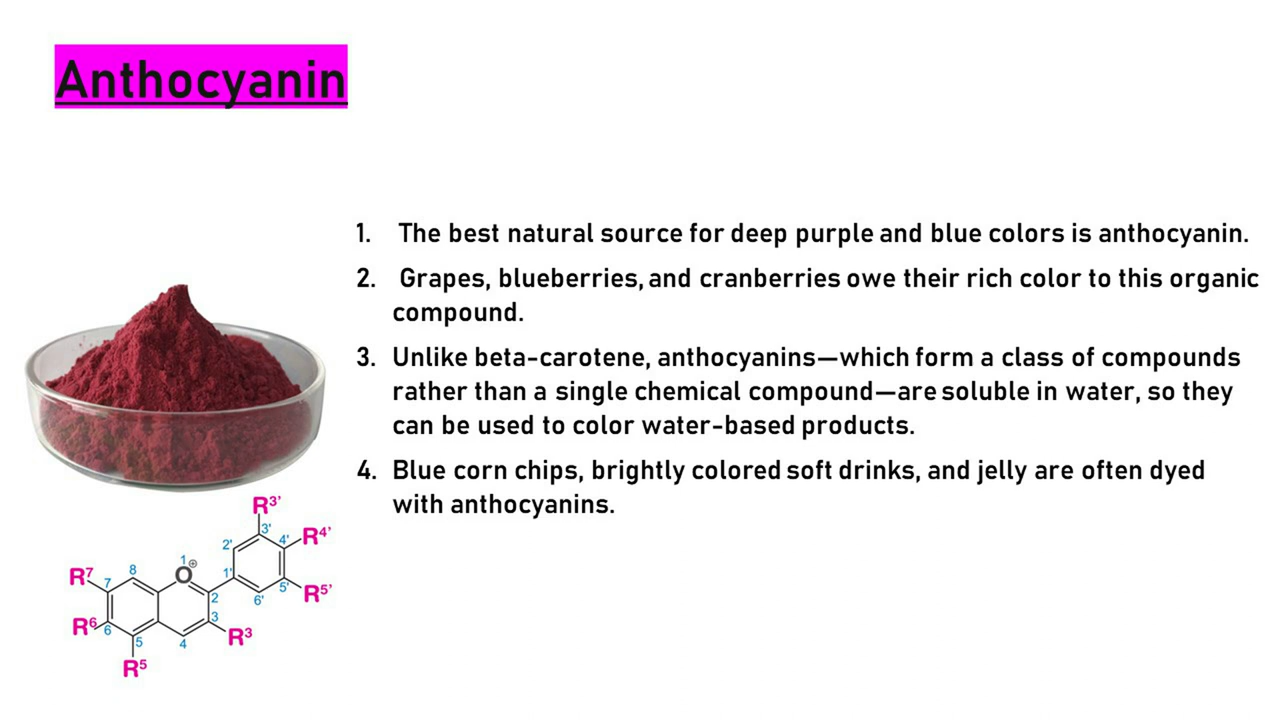 Anthocyanin
1. The best natural source for deep purple and blue colors is anthocyanin.
2. Grapes, blueberries, and cranberries owe their rich color to this organic
compound.
3. Unlike beta-carotene, anthocyanins—which form a class of compounds
rather than a single chemical compound—are soluble in water, so they
can be used to color water-based products.
4. Blue corn chips, brightly colored soft drinks, and jelly are often dyed
with anthocyanins.
R3’
3'
2' 4' R4’
1 ⊕
O
R7 7 8 1' 5' R5’
2 6'
R6 6 3 R3
5 4
R5